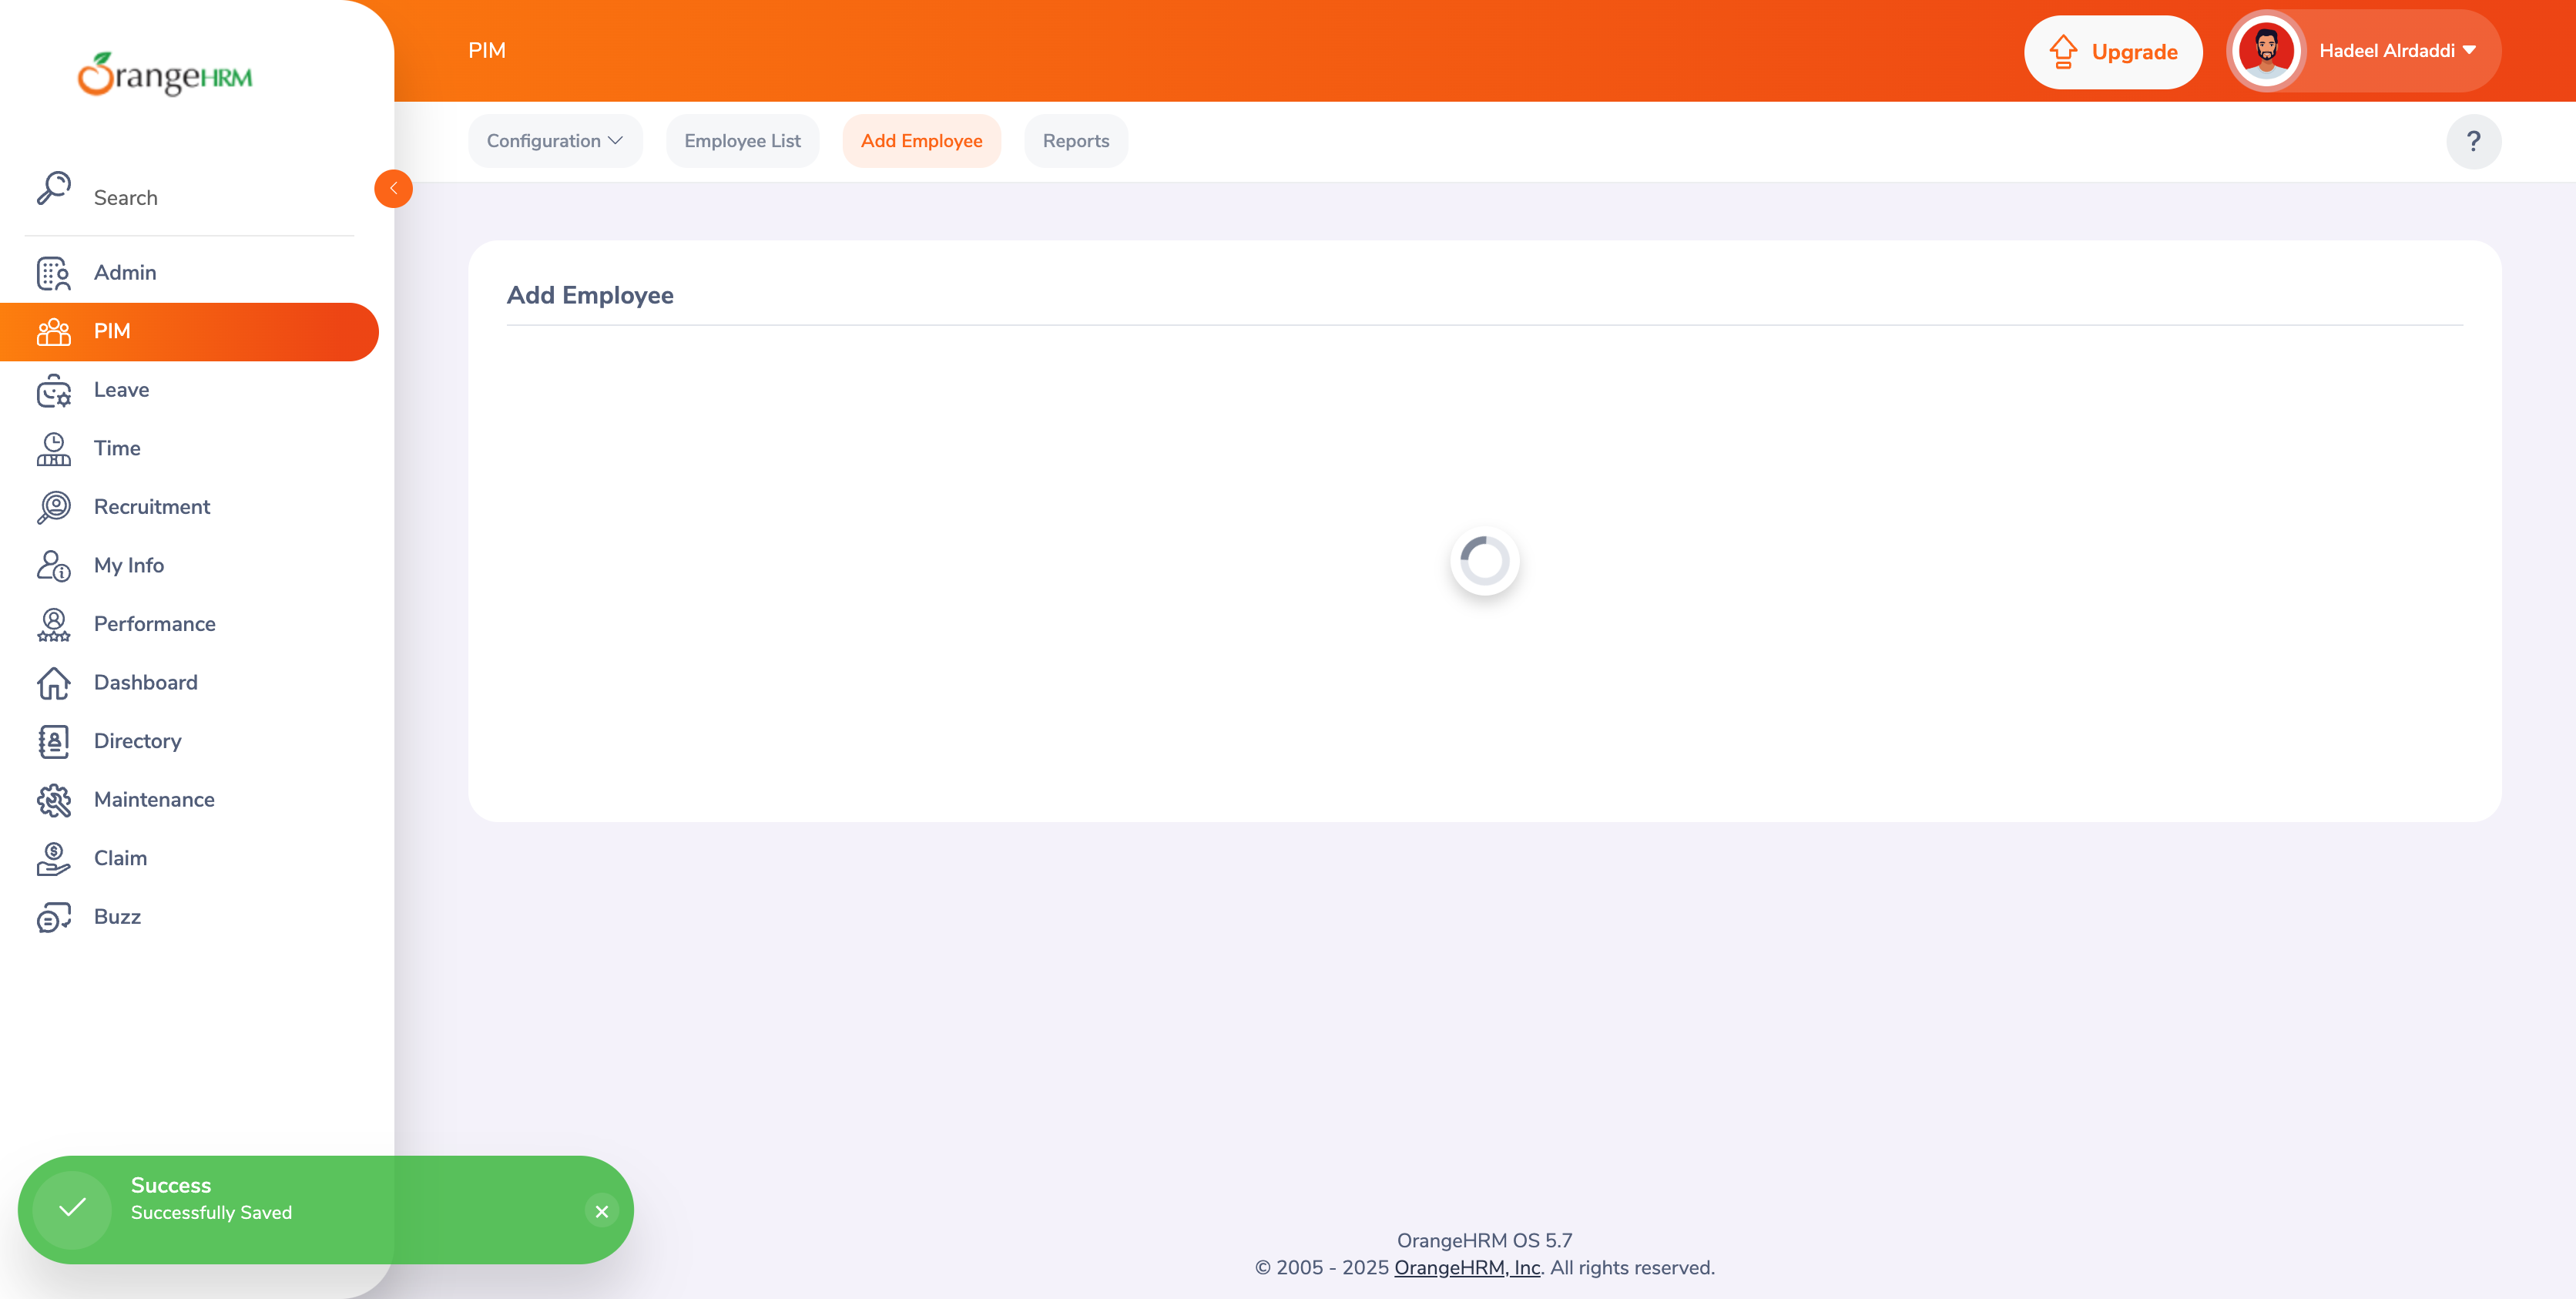 OrangeHRM
PIM
Upgrade
Hadeel Alrdaddi
Configuration
Employee List
Add Employee
Reports
?
Search
Admin
PIM
Leave
Time
Recruitment
My Info
Performance
Dashboard
Directory
Maintenance
Claim
Buzz
Add Employee
Success
Successfully Saved
OrangeHRM OS 5.7
© 2005 - 2025 OrangeHRM, Inc. All rights reserved.